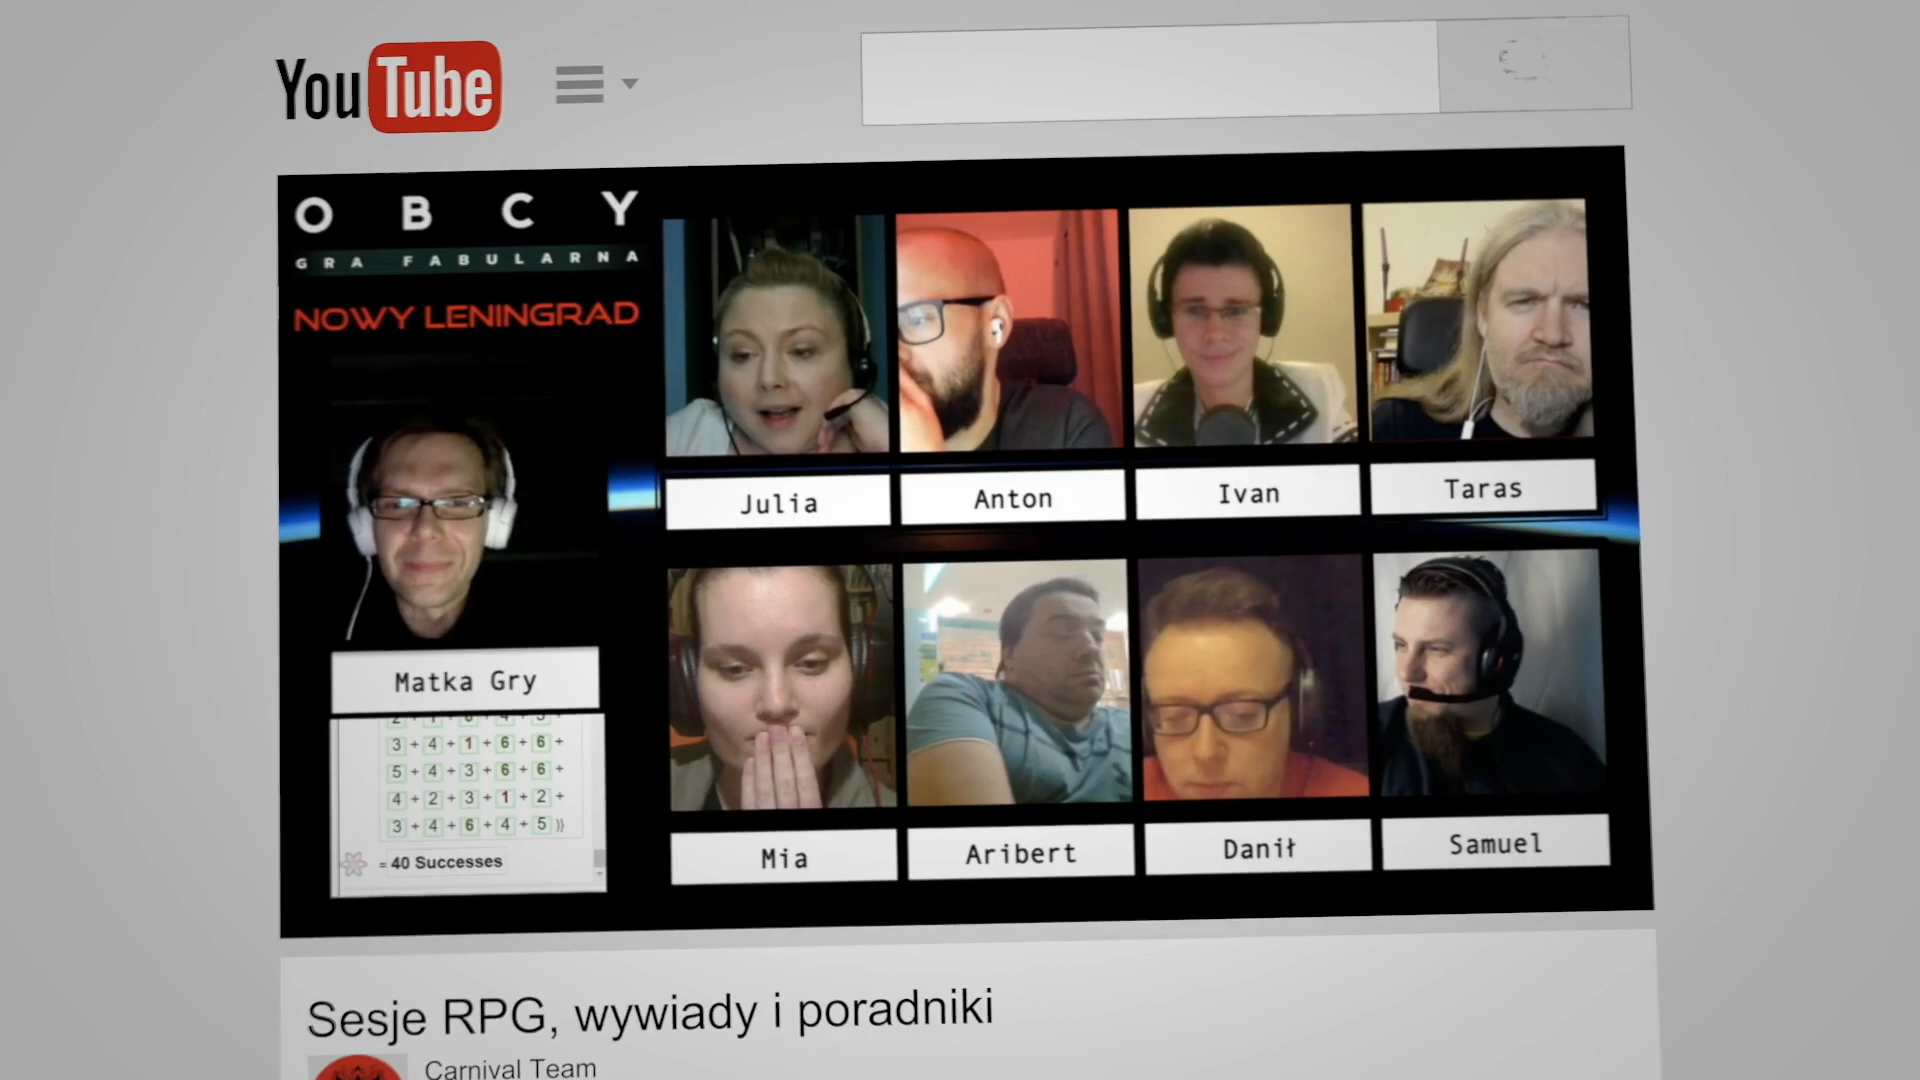 YouTube
O B C Y
GRA FABULARNA
NOWY LENINGRAD
Julia
Anton
Ivan
Taras
Matka Gry
3 + 4 + 1 + 6 + 6 +
5 + 4 + 3 + 6 + 6 +
4 + 2 + 3 + 1 + 2 +
3 + 4 + 6 + 4 + 5 )}
= 40 Successes
Mia
Aribert
Danił
Samuel
Sesje RPG, wywiady i poradniki
Carnival Team